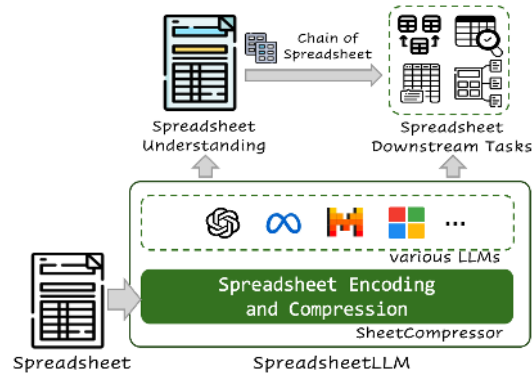 Chain of
Spreadsheet
Spreadsheet
Understanding
Spreadsheet
Downstream Tasks
...
various LLMs
Spreadsheet Encoding
and Compression
SheetCompressor
Spreadsheet
SpreadsheetLLM